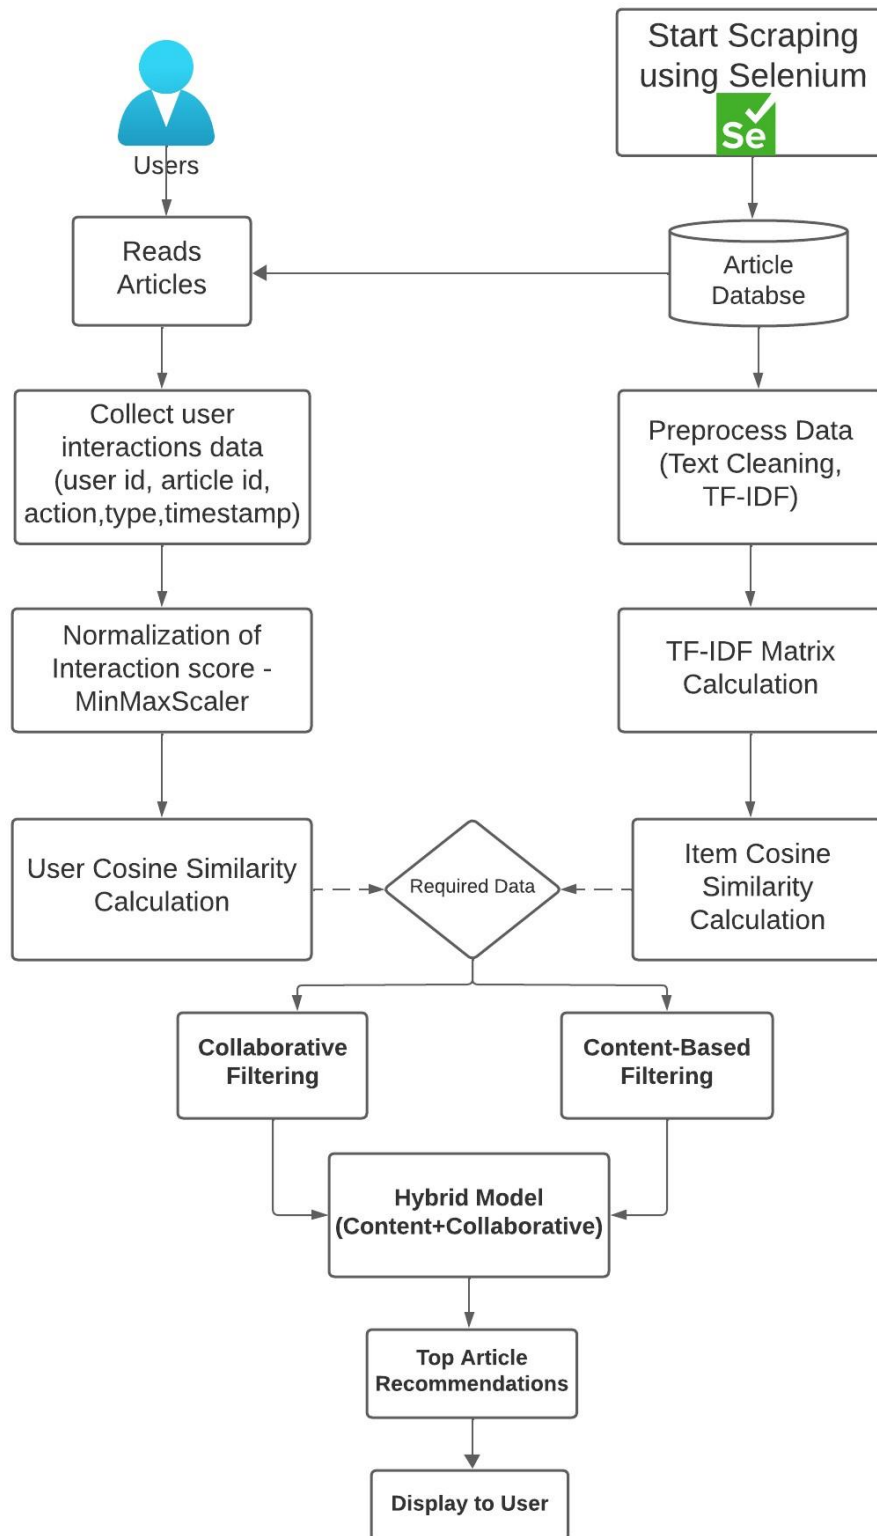 Start Scraping
using Selenium
Se
Users
Reads
Articles
Article
Databse
Collect user
interactions data
(user id, article id,
action,type,timestamp)
Preprocess Data
(Text Cleaning,
TF-IDF)
Normalization of
Interaction score -
MinMaxScaler
TF-IDF Matrix
Calculation
User Cosine Similarity
Calculation
Required Data
Item Cosine
Similarity
Calculation
Collaborative
Filtering
Content-Based
Filtering
Hybrid Model
(Content+Collaborative)
Top Article
Recommendations
Display to User